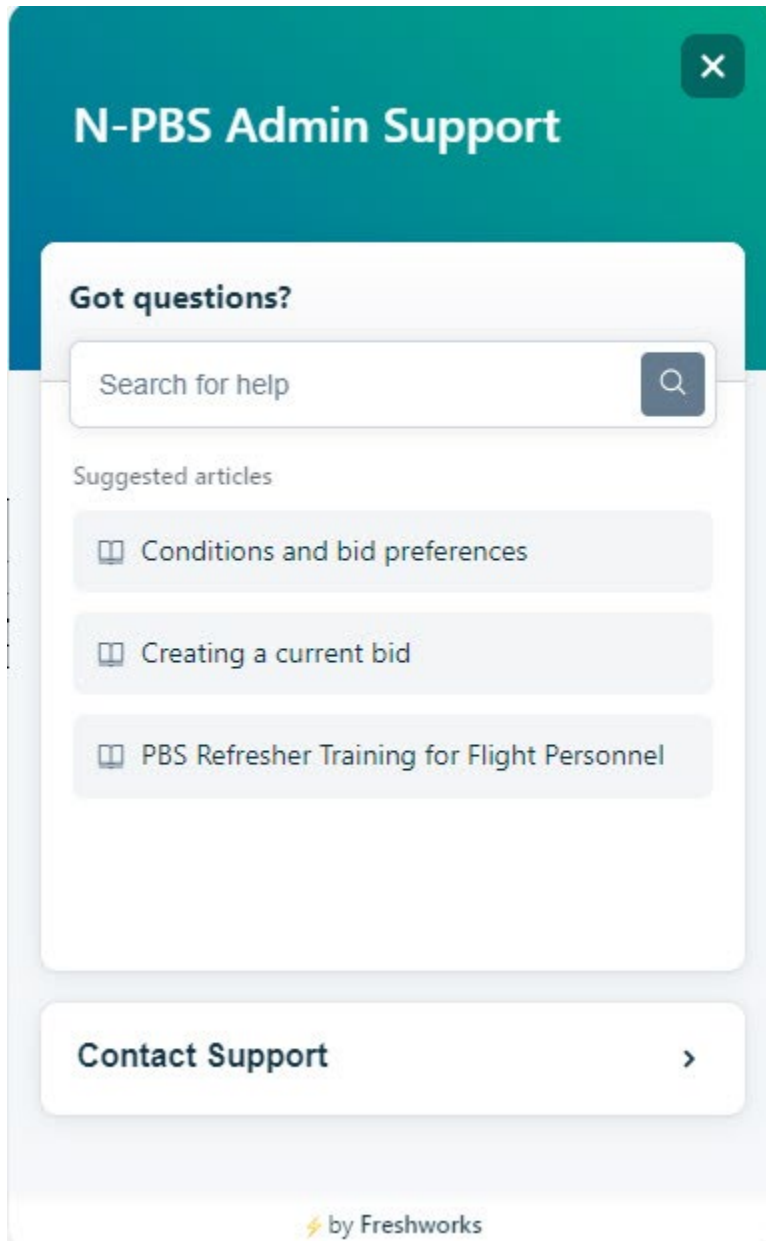 N-PBS Admin Support
Got questions?
Search for help
Suggested articles
Conditions and bid preferences
Creating a current bid
PBS Refresher Training for Flight Personnel
Contact Support
by Freshworks